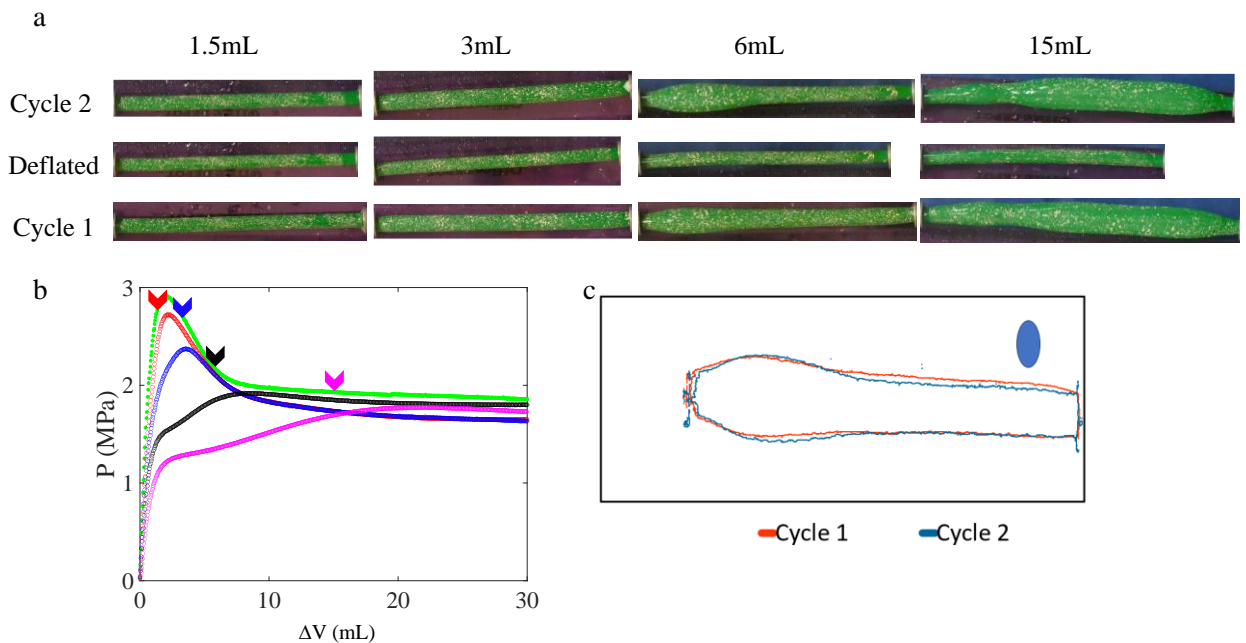 a
1.5mL 3mL 6mL 15mL
Cycle 2
Deflated
Cycle 1
b
3
2
1
0
P (MPa)
0 10 20 30
ΔV (mL)
c
Cycle 1 Cycle 2